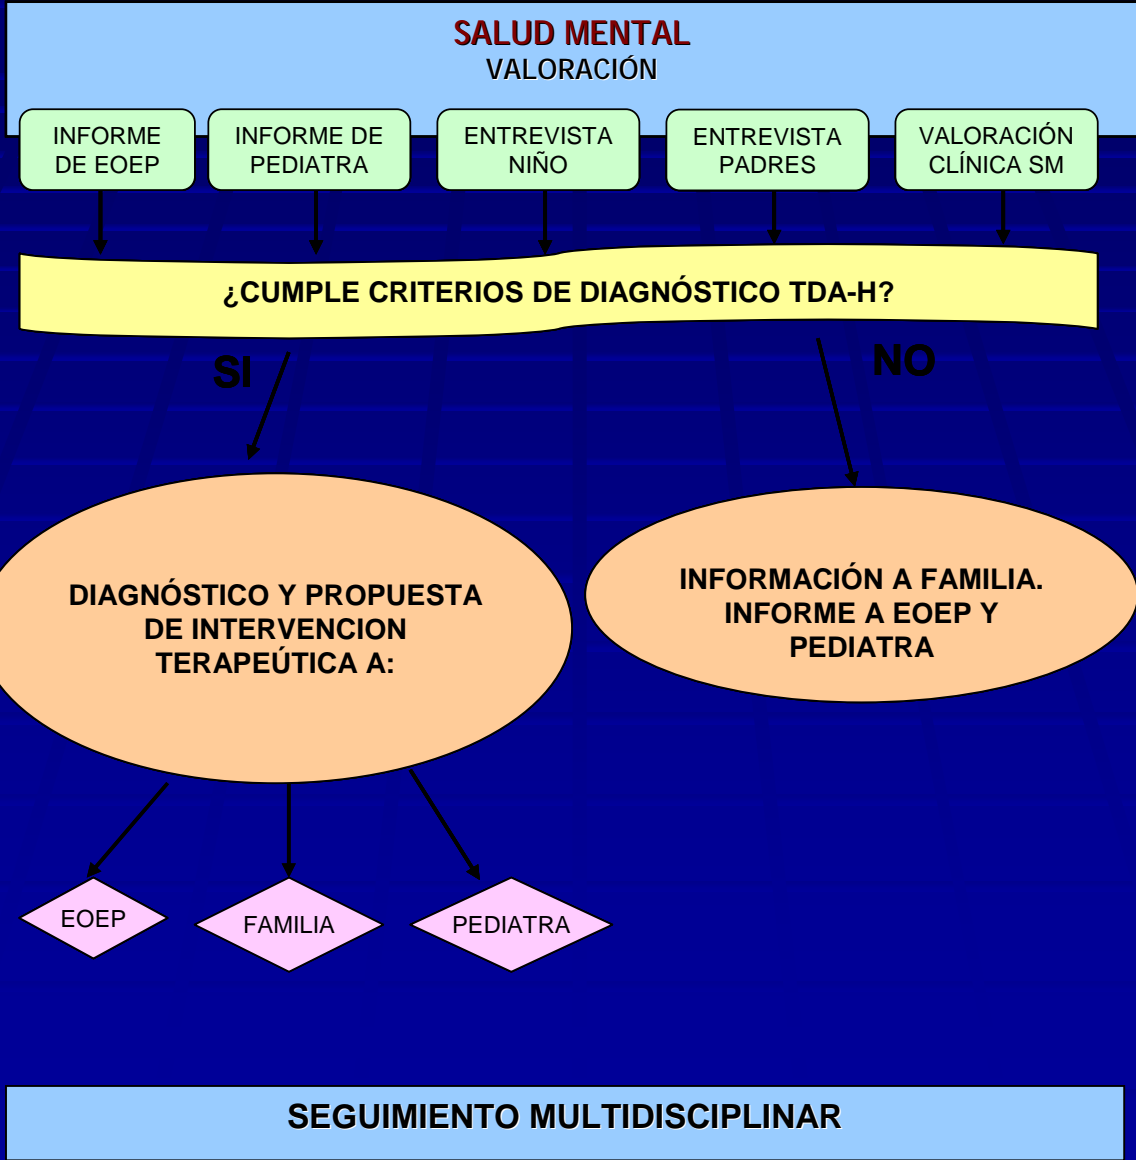 SALUD MENTAL
VALORACIÓN
INFORME
DE EOEP
INFORME DE
PEDIATRA
ENTREVISTA
NIÑO
ENTREVISTA
PADRES
VALORACIÓN
CLÍNICA SM
¿CUMPLE CRITERIOS DE DIAGNÓSTICO TDA-H?
SI
NO
DIAGNÓSTICO Y PROPUESTA
DE INTERVENCION
TERAPEÚTICA A:
INFORMACIÓN A FAMILIA.
INFORME A EOEP Y
PEDIATRA
EOEP
FAMILIA
PEDIATRA
SEGUIMIENTO MULTIDISCIPLINAR